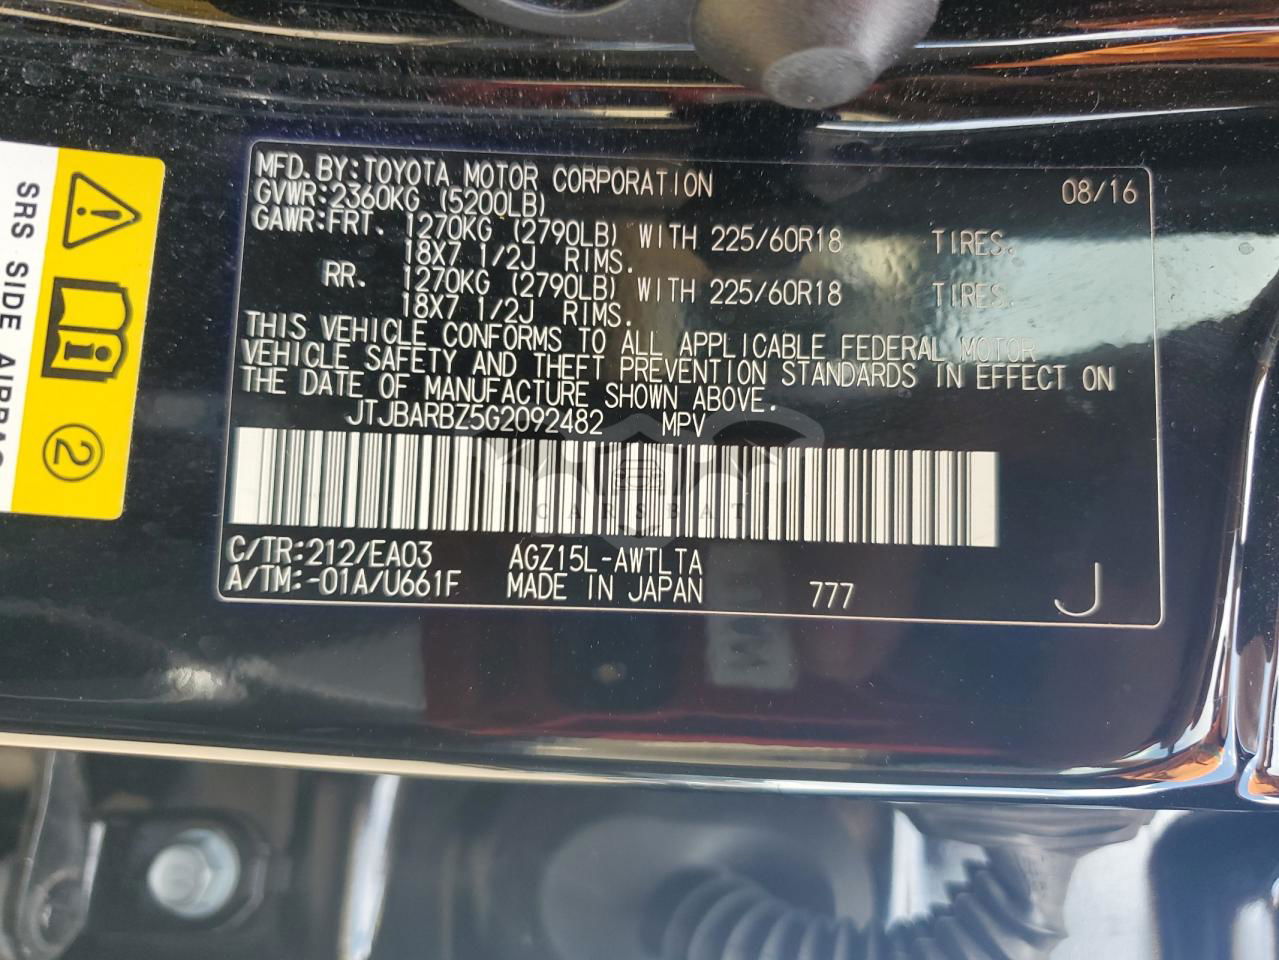 MFD. BY: TOYOTA MOTOR CORPORATION 08/16
GVWR: 2360KG (5200LB)
GAWR: FRT. 1270KG (2790LB) WITH 225/60R18 TIRES.
18X7 1/2J RIMS.
RR. 1270KG (2790LB) WITH 225/60R18 TIRES.
18X7 1/2J RIMS.
THIS VEHICLE CONFORMS TO ALL APPLICABLE FEDERAL MOTOR
VEHICLE SAFETY AND THEFT PREVENTION STANDARDS IN EFFECT ON
THE DATE OF MANUFACTURE SHOWN ABOVE.
JTJBARBZ5G2092482 MPV
CARSBAT
C/TR: 212/EA03 AGZ15L-AWTLTA
A/TM: -01A/U661F MADE IN JAPAN 777 J
SRS SIDE AIRBAG
2